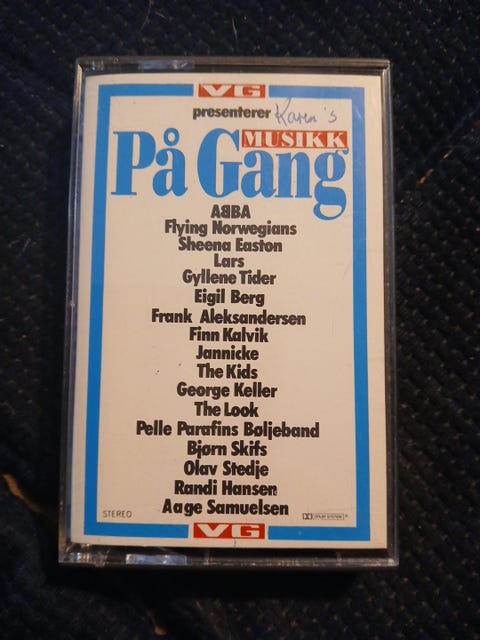 VG
presenterer Karen's
MUSIKK
På Gang
ABBA
Flying Norwegians
Sheena Easton
Lars
Gyllene Tider
Eigil Berg
Frank Aleksandersen
Finn Kalvik
Jannicke
The Kids
George Keller
The Look
Pelle Parafins Bøljeband
Bjørn Skifs
Olav Stedje
Randi Hansen
Aage Samuelsen
STEREO
DOLBY SYSTEM
VG